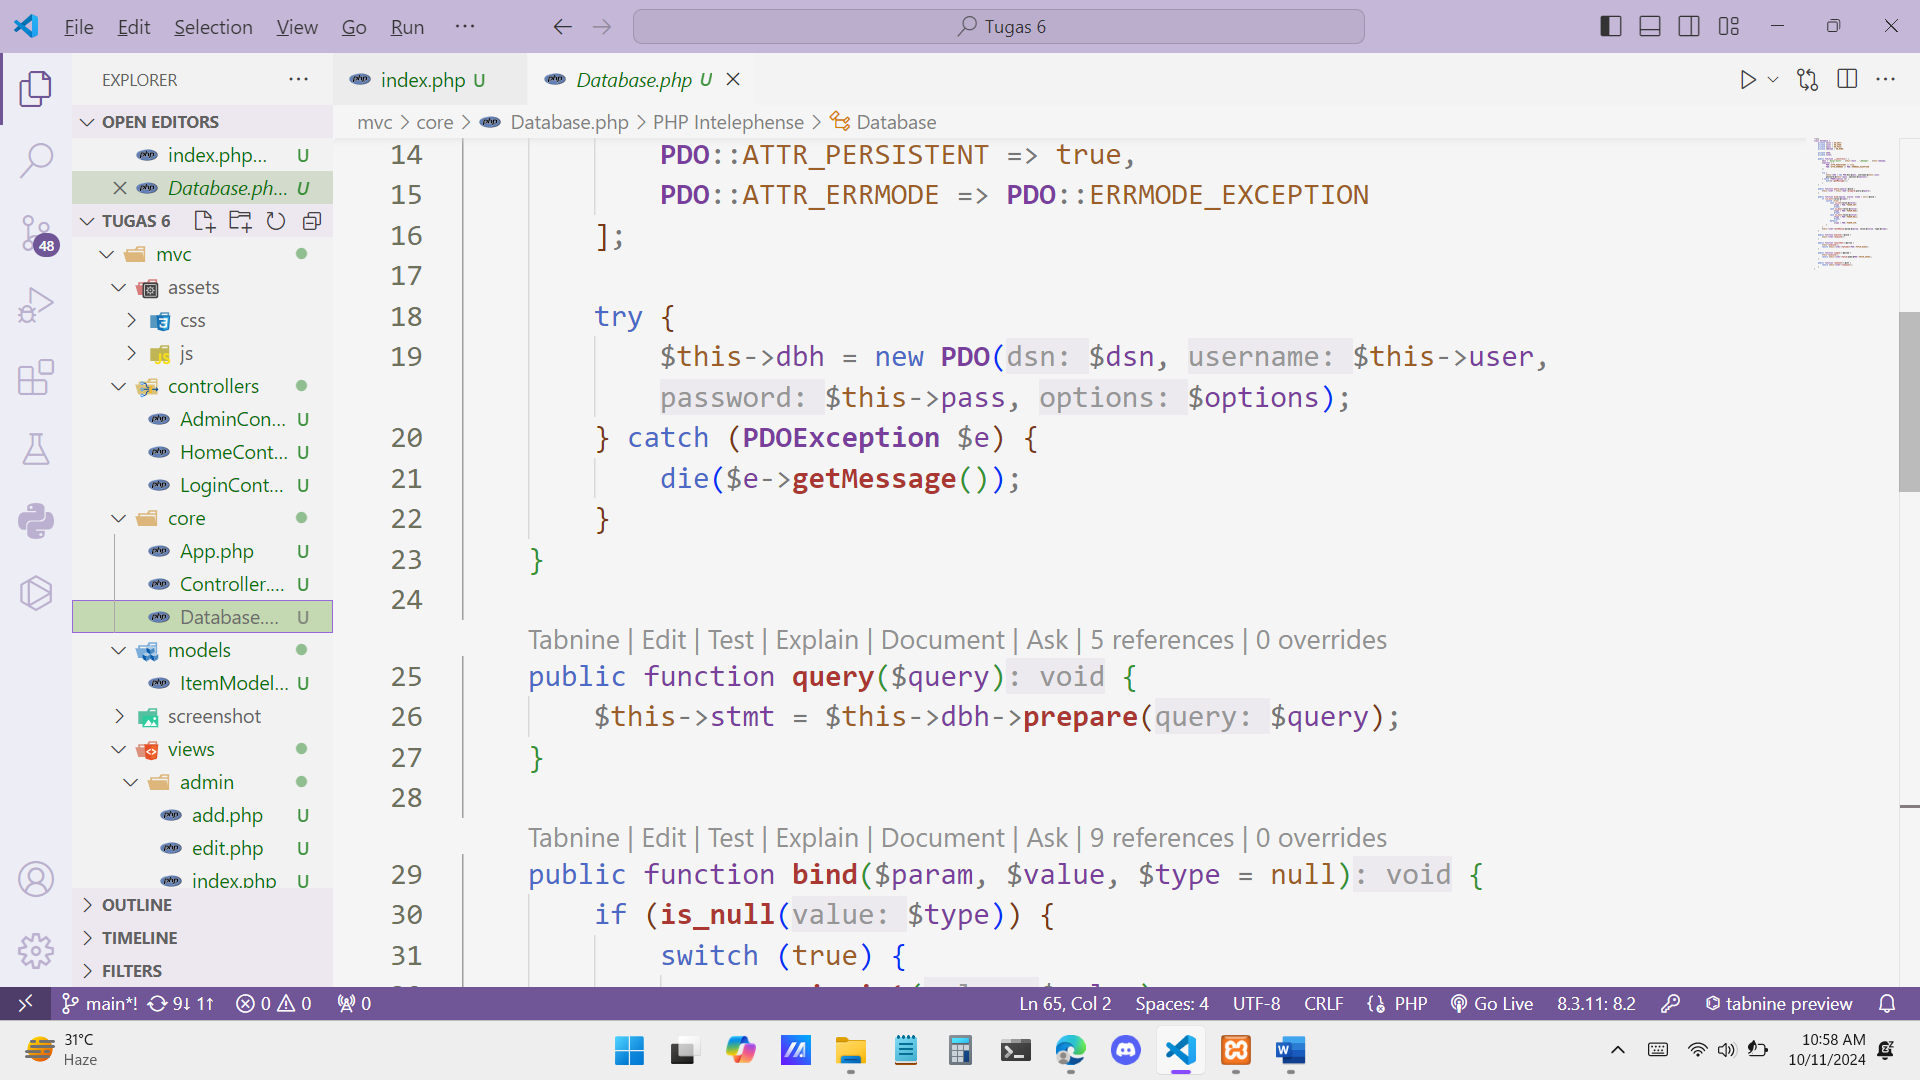 File Edit Selection View Go Run ··· Tugas 6
EXPLORER
OPEN EDITORS
index.php... U
Database.ph... U
TUGAS 6
mvc
assets
css
js
controllers
AdminCon... U
HomeCont... U
LoginCont... U
core
App.php U
Controller.... U
Database.... U
models
ItemModel... U
screenshot
views
admin
add.php U
edit.php U
index.php U
OUTLINE
TIMELINE
FILTERS
48
index.php U Database.php U
mvc > core > Database.php > PHP Intelephense > Database
14 PDO::ATTR_PERSISTENT => true,
15 PDO::ATTR_ERRMODE => PDO::ERRMODE_EXCEPTION
16 ];
17
18 try {
19 $this->dbh = new PDO(dsn: $dsn, username: $this->user,
password: $this->pass, options: $options);
20 } catch (PDOException $e) {
21 die($e->getMessage());
22 }
23 }
24
Tabnine | Edit | Test | Explain | Document | Ask | 5 references | 0 overrides
25 public function query($query): void {
26 $this->stmt = $this->dbh->prepare(query: $query);
27 }
28
Tabnine | Edit | Test | Explain | Document | Ask | 9 references | 0 overrides
29 public function bind($param, $value, $type = null): void {
30 if (is_null(value: $type)) {
31 switch (true) {
main*! 9↓ 1↑ 0 0 0 Ln 65, Col 2 Spaces: 4 UTF-8 CRLF PHP Go Live 8.3.11: 8.2 tabnine preview
31°C
Haze
10:58 AM
10/11/2024